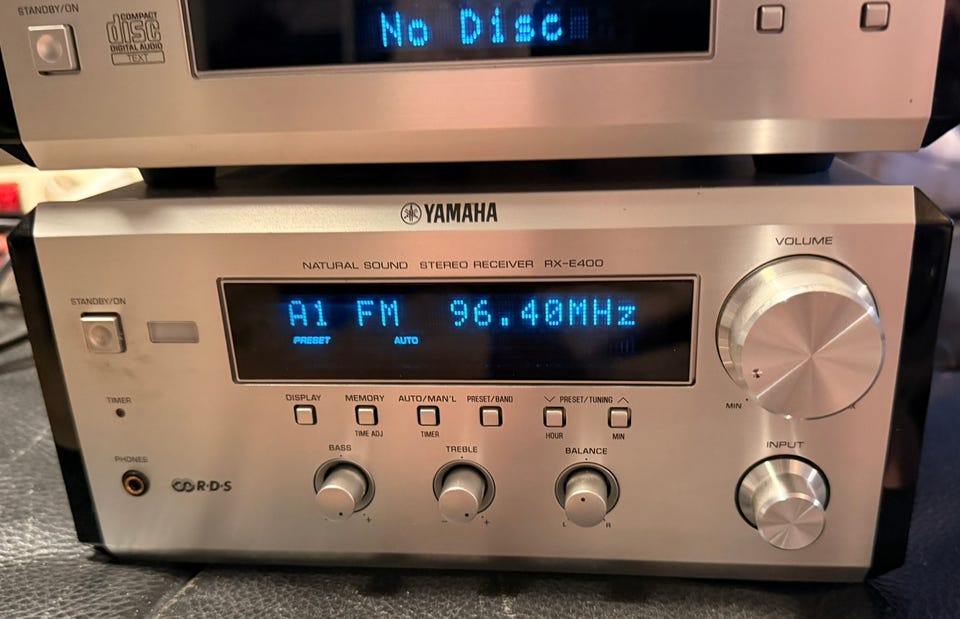 STANDBY/ON
COMPACT
disc
DIGITAL AUDIO
TEXT
No Disc
YAMAHA
NATURAL SOUND STEREO RECEIVER RX-E400
VOLUME
STANDBY/ON
A1 FM 96.40MHz
PRESET AUTO
MIN
TIMER
DISPLAY MEMORY AUTO/MAN'L PRESET/BAND PRESET/TUNING
TIME ADJ TIMER HOUR MIN
PHONES
BASS TREBLE BALANCE
INPUT
R·D·S
- + - + L R